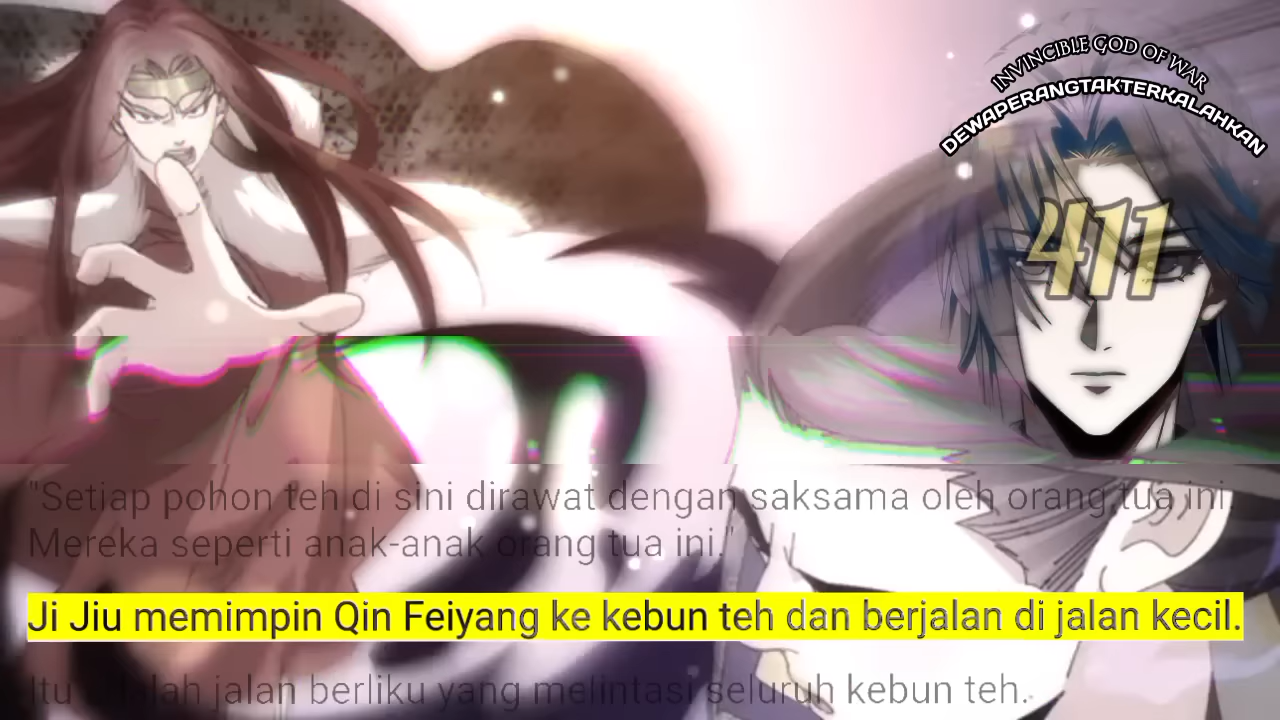 INVINCIBLE GOD OF WAR
DEWAPERANGTAKTERKALAHKAN
411
"Setiap pohon teh di sini dirawat dengan saksama oleh orang tua ini.
Mereka seperti anak-anak orang tua ini."
Ji Jiu memimpin Qin Feiyang ke kebun teh dan berjalan di jalan kecil.
Itu jalan berliku yang melintasi seluruh kebun teh.